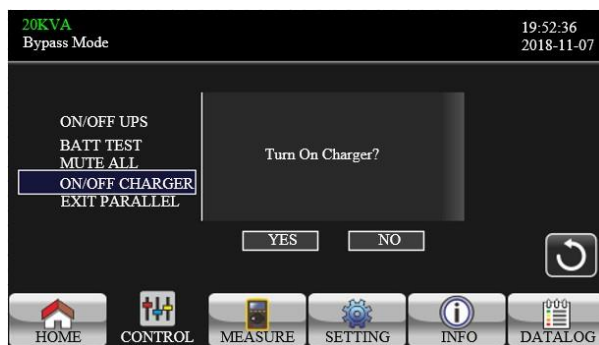 20KVA
Bypass Mode
19:52:36
2018-11-07
ON/OFF UPS
BATT TEST
MUTE ALL
ON/OFF CHARGER
EXIT PARALLEL
Turn On Charger?
YES
NO
HOME
CONTROL
MEASURE
SETTING
INFO
DATALOG